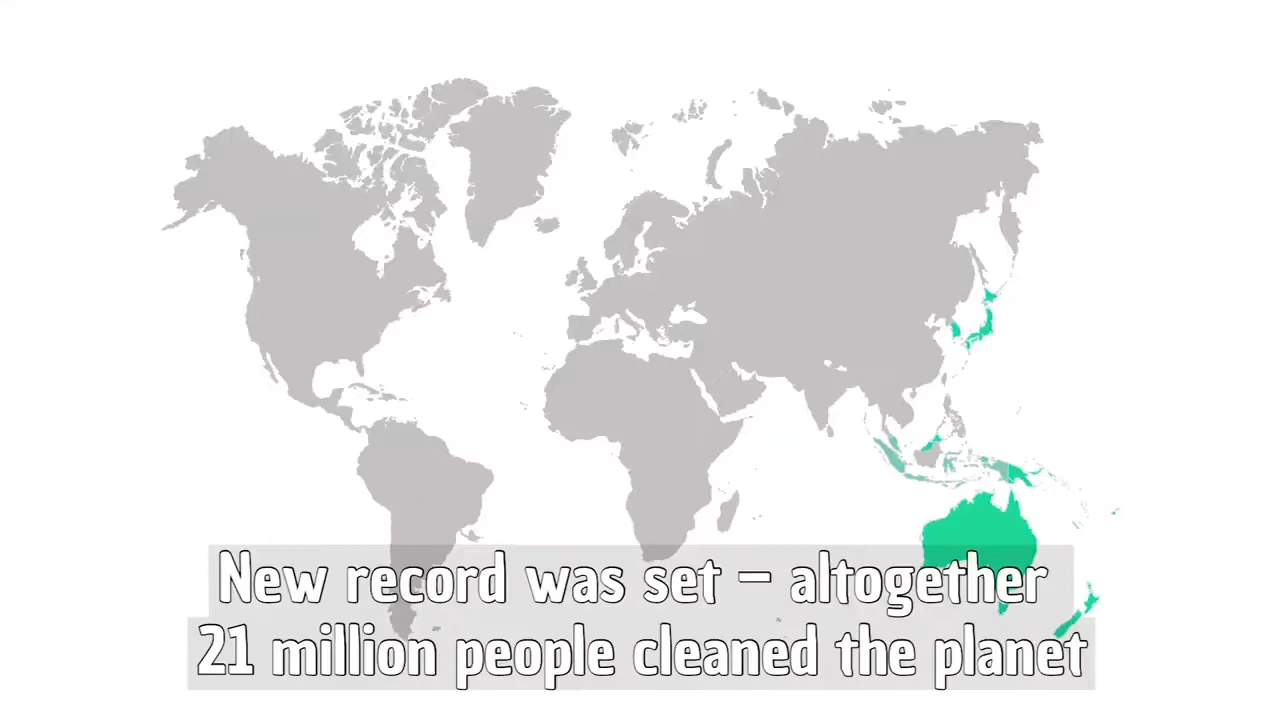 New record was set – altogether
21 million people cleaned the planet